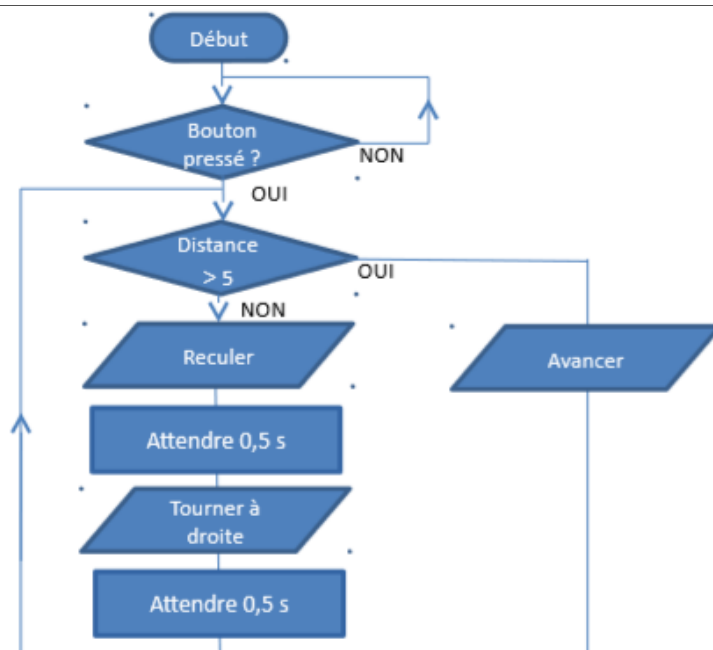 Début
Bouton
pressé ?
NON
OUI
Distance
> 5
OUI
NON
Reculer
Avancer
Attendre 0,5 s
Tourner à
droite
Attendre 0,5 s